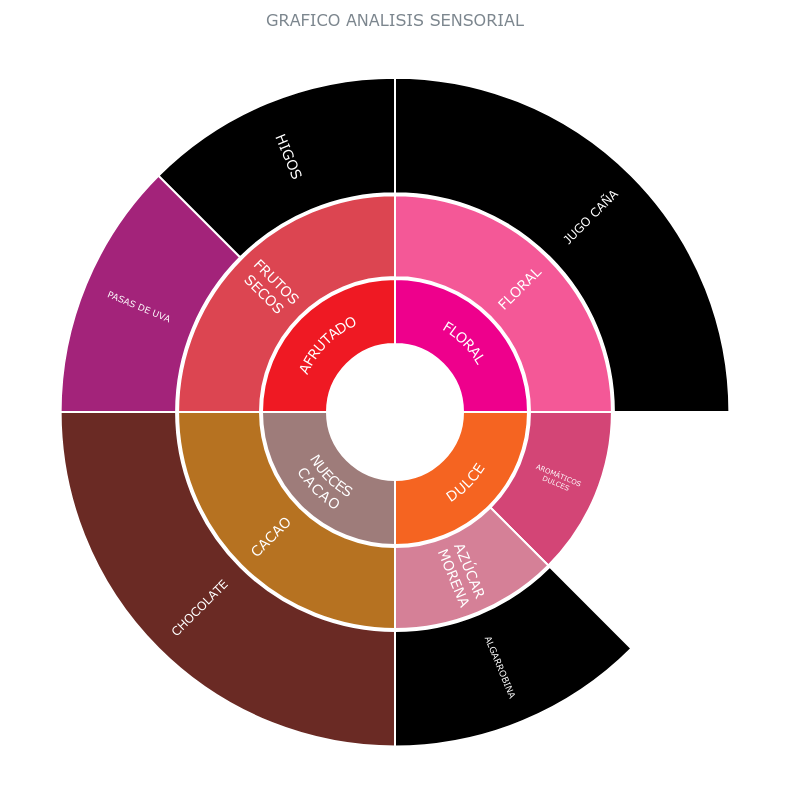 GRAFICO ANALISIS SENSORIAL
HIGOS
JUGO CAÑA
PASAS DE UVA
FRUTOS
SECOS
FLORAL
AFRUTADO
FLORAL
NUECES
CACAO
DULCE
AROMÁTICOS
DULCES
CACAO
AZÚCAR
MORENA
CHOCOLATE
ALGARROBINA